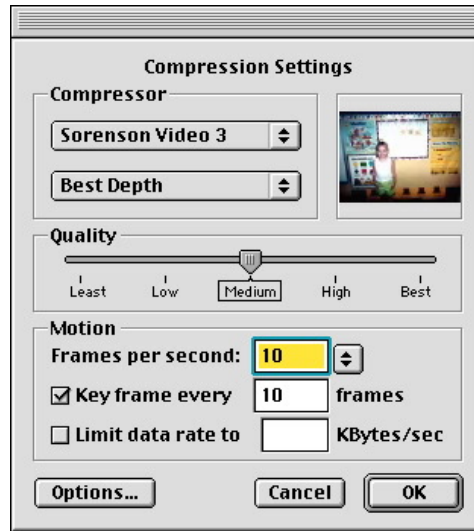 Compression Settings
Compressor
Sorenson Video 3
Best Depth
Quality
Least Low Medium High Best
Motion
Frames per second: 10
Key frame every 10 frames
Limit data rate to KBytes/sec
Options... Cancel OK